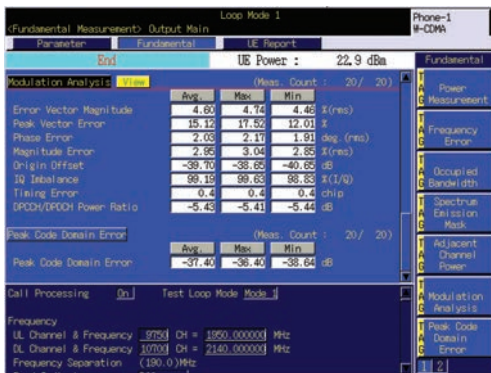 Loop Mode 1
Phone-1
<Fundamental Measurement> Output Main
W-CDMA
Parameter Fundamental UE Report
End UE Power : 22.9 dBm Fundamental
Modulation Analysis View (Meas. Count : 20/ 20)
Avg. Max Min
Error Vector Magnitude 4.60 4.74 4.46 %(rms)
Peak Vector Error 15.12 17.52 12.01 %
Phase Error 2.03 2.17 1.91 deg.(rms)
Magnitude Error 2.95 3.04 2.85 %(rms)
Origin Offset -39.70 -38.65 -40.65 dB
IQ Imbalance 99.19 99.63 98.83 %(I/Q)
Timing Error 0.4 0.4 0.4 chip
DPCCH/DPDCH Power Ratio -5.43 -5.41 -5.44 dB
Peak Code Domain Error (Meas. Count : 20/ 20)
Avg. Max Min
Peak Code Domain Error -37.40 -36.40 -38.64 dB
Call Processing On Test Loop Mode Mode 1
Frequency
UL Channel & Frequency 9750 CH = 1950.000000 MHz
DL Channel & Frequency 10700 CH = 2140.000000 MHz
Frequency Separation (190.0)MHz
TAG Power Measurement
TAG Frequency Error
TAG Occupied Bandwidth
TAG Spectrum Emission Mask
TAG Adjacent Channel Power
TAG Modulation Analysis
TAG Peak Code Domain Error
1 2